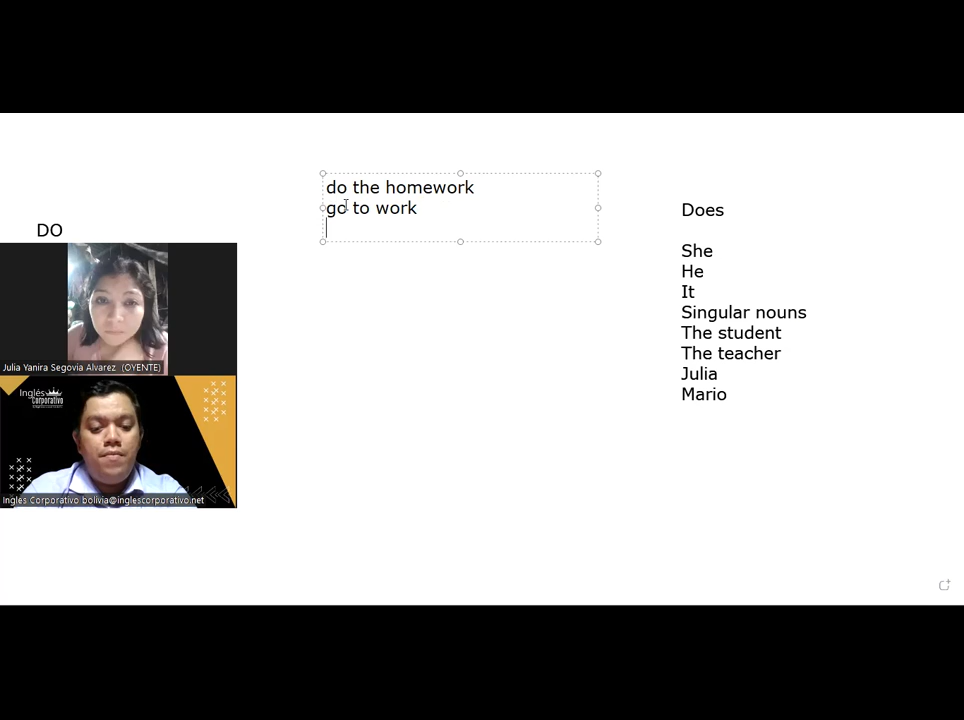 do the homework
go to work
DO
Does
She
He
It
Singular nouns
The student
The teacher
Julia
Mario
Julia Yanira Segovia Alvarez (OYENTE)
Inglés
Corporativo
Inglés Corporativo bolivia@inglescorporativo.net